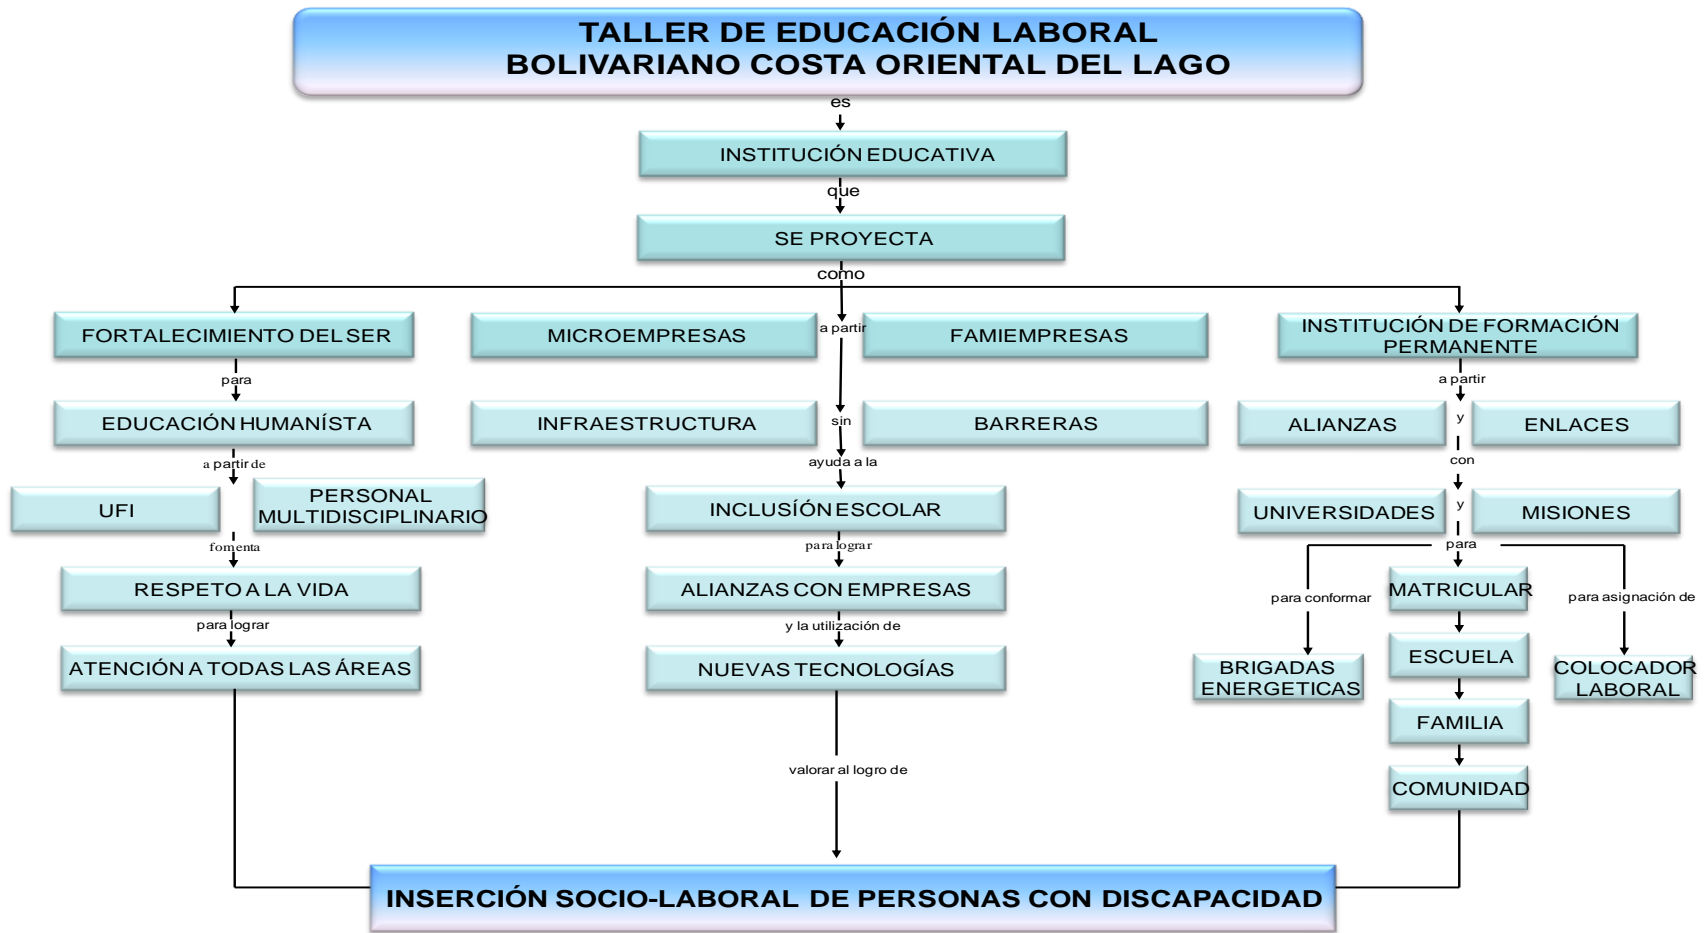 TALLER DE EDUCACIÓN LABORAL
BOLIVARIANO COSTA ORIENTAL DEL LAGO
es
INSTITUCIÓN EDUCATIVA
que
SE PROYECTA
como
FORTALECIMIENTO DEL SER
para
EDUCACIÓN HUMANÍSTA
a partir de
UFI
PERSONAL
MULTIDISCIPLINARIO
fomenta
RESPETO A LA VIDA
para lograr
ATENCIÓN A TODAS LAS ÁREAS
MICROEMPRESAS
a partir
FAMIEMPRESAS
INFRAESTRUCTURA
sin
BARRERAS
ayuda a la
INCLUSÍÓN ESCOLAR
para lograr
ALIANZAS CON EMPRESAS
y la utilización de
NUEVAS TECNOLOGÍAS
valorar al logro de
INSTITUCIÓN DE FORMACIÓN
PERMANENTE
a partir
ALIANZAS
y
ENLACES
con
UNIVERSIDADES
y
MISIONES
para
para conformar
MATRICULAR
para asignación de
BRIGADAS
ENERGETICAS
ESCUELA
COLOCADOR
LABORAL
FAMILIA
COMUNIDAD
INSERCIÓN SOCIO-LABORAL DE PERSONAS CON DISCAPACIDAD